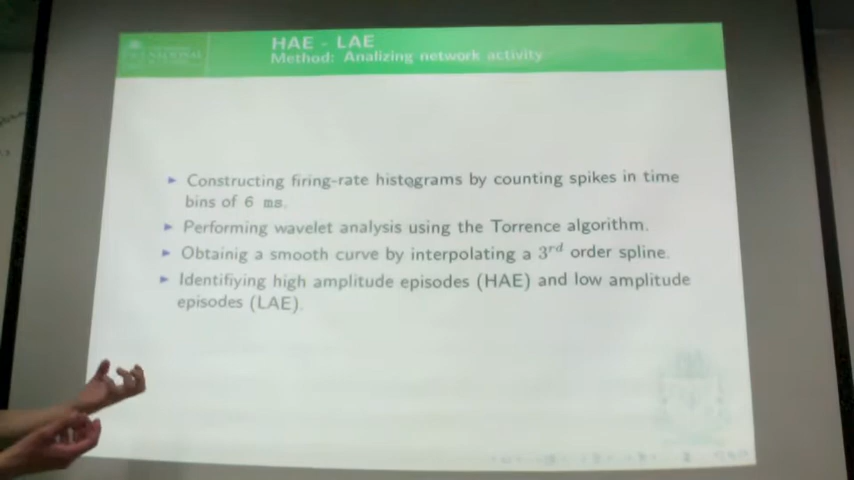 NACIONAL
HAE - LAE
Method: Analizing network activity
Constructing firing-rate histograms by counting spikes in time
bins of 6 ms.
Performing wavelet analysis using the Torrence algorithm.
Obtainig a smooth curve by interpolating a 3rd order spline.
Identifiying high amplitude episodes (HAE) and low amplitude
episodes (LAE).